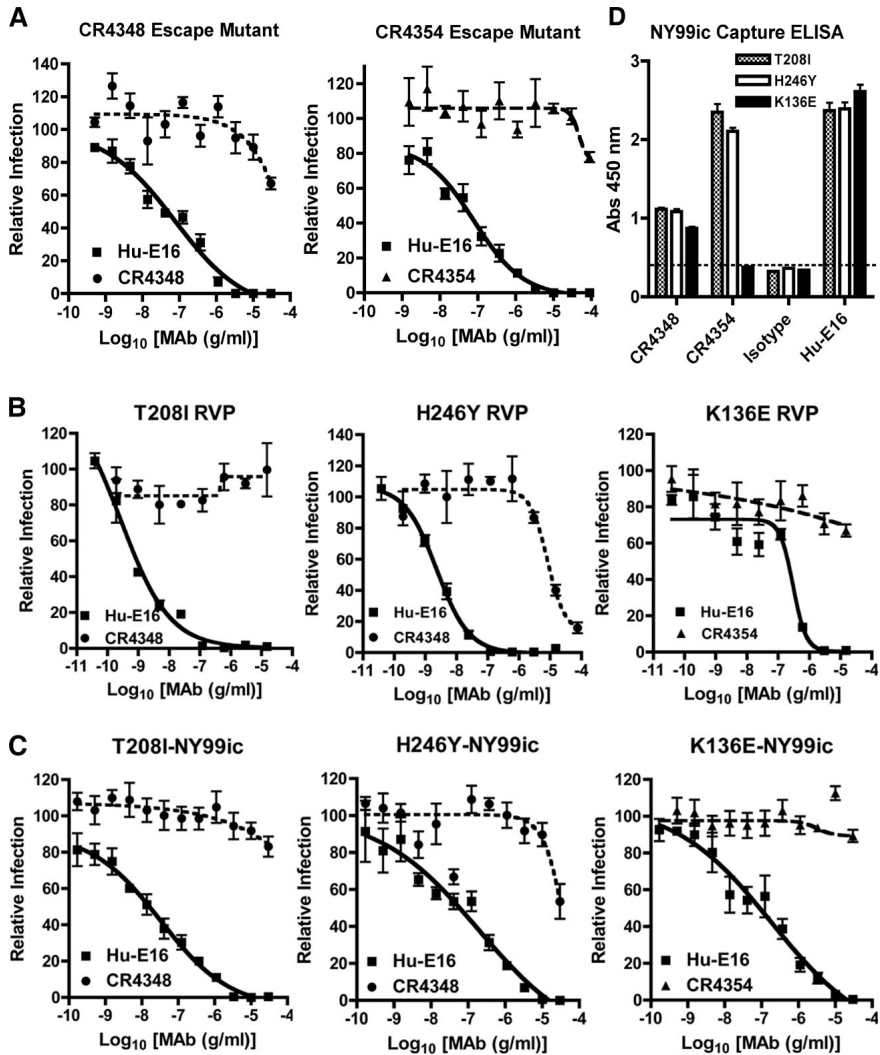 A
CR4348 Escape Mutant
Relative Infection
140
120
100
80
60
40
20
0
Hu-E16
CR4348
-10 -9 -8 -7 -6 -5 -4
Log10 [MAb (g/ml)]
CR4354 Escape Mutant
Relative Infection
120
100
80
60
40
20
0
Hu-E16
CR4354
-10 -9 -8 -7 -6 -5 -4
Log10 [MAb (g/ml)]
D
NY99ic Capture ELISA
T208I
H246Y
K136E
Abs 450 nm
3
2
1
0
CR4348
CR4354
Isotype
Hu-E16
B
T208I RVP
Relative Infection
120
100
80
60
40
20
0
Hu-E16
CR4348
-11 -10 -9 -8 -7 -6 -5 -4
Log10 [MAb (g/ml)]
H246Y RVP
Relative Infection
140
120
100
80
60
40
20
0
Hu-E16
CR4348
-11 -10 -9 -8 -7 -6 -5 -4
Log10 [MAb (g/ml)]
K136E RVP
Relative Infection
120
100
80
60
40
20
0
Hu-E16
CR4354
-11 -10 -9 -8 -7 -6 -5 -4
Log10 [MAb (g/ml)]
C
T208I-NY99ic
Relative Infection
120
100
80
60
40
20
0
Hu-E16
CR4348
-10 -9 -8 -7 -6 -5 -4
Log10 [MAb (g/ml)]
H246Y-NY99ic
Relative Infection
120
100
80
60
40
20
0
Hu-E16
CR4348
-10 -9 -8 -7 -6 -5 -4
Log10 [MAb (g/ml)]
K136E-NY99ic
Relative Infection
120
100
80
60
40
20
0
Hu-E16
CR4354
-10 -9 -8 -7 -6 -5 -4
Log10 [MAb (g/ml)]